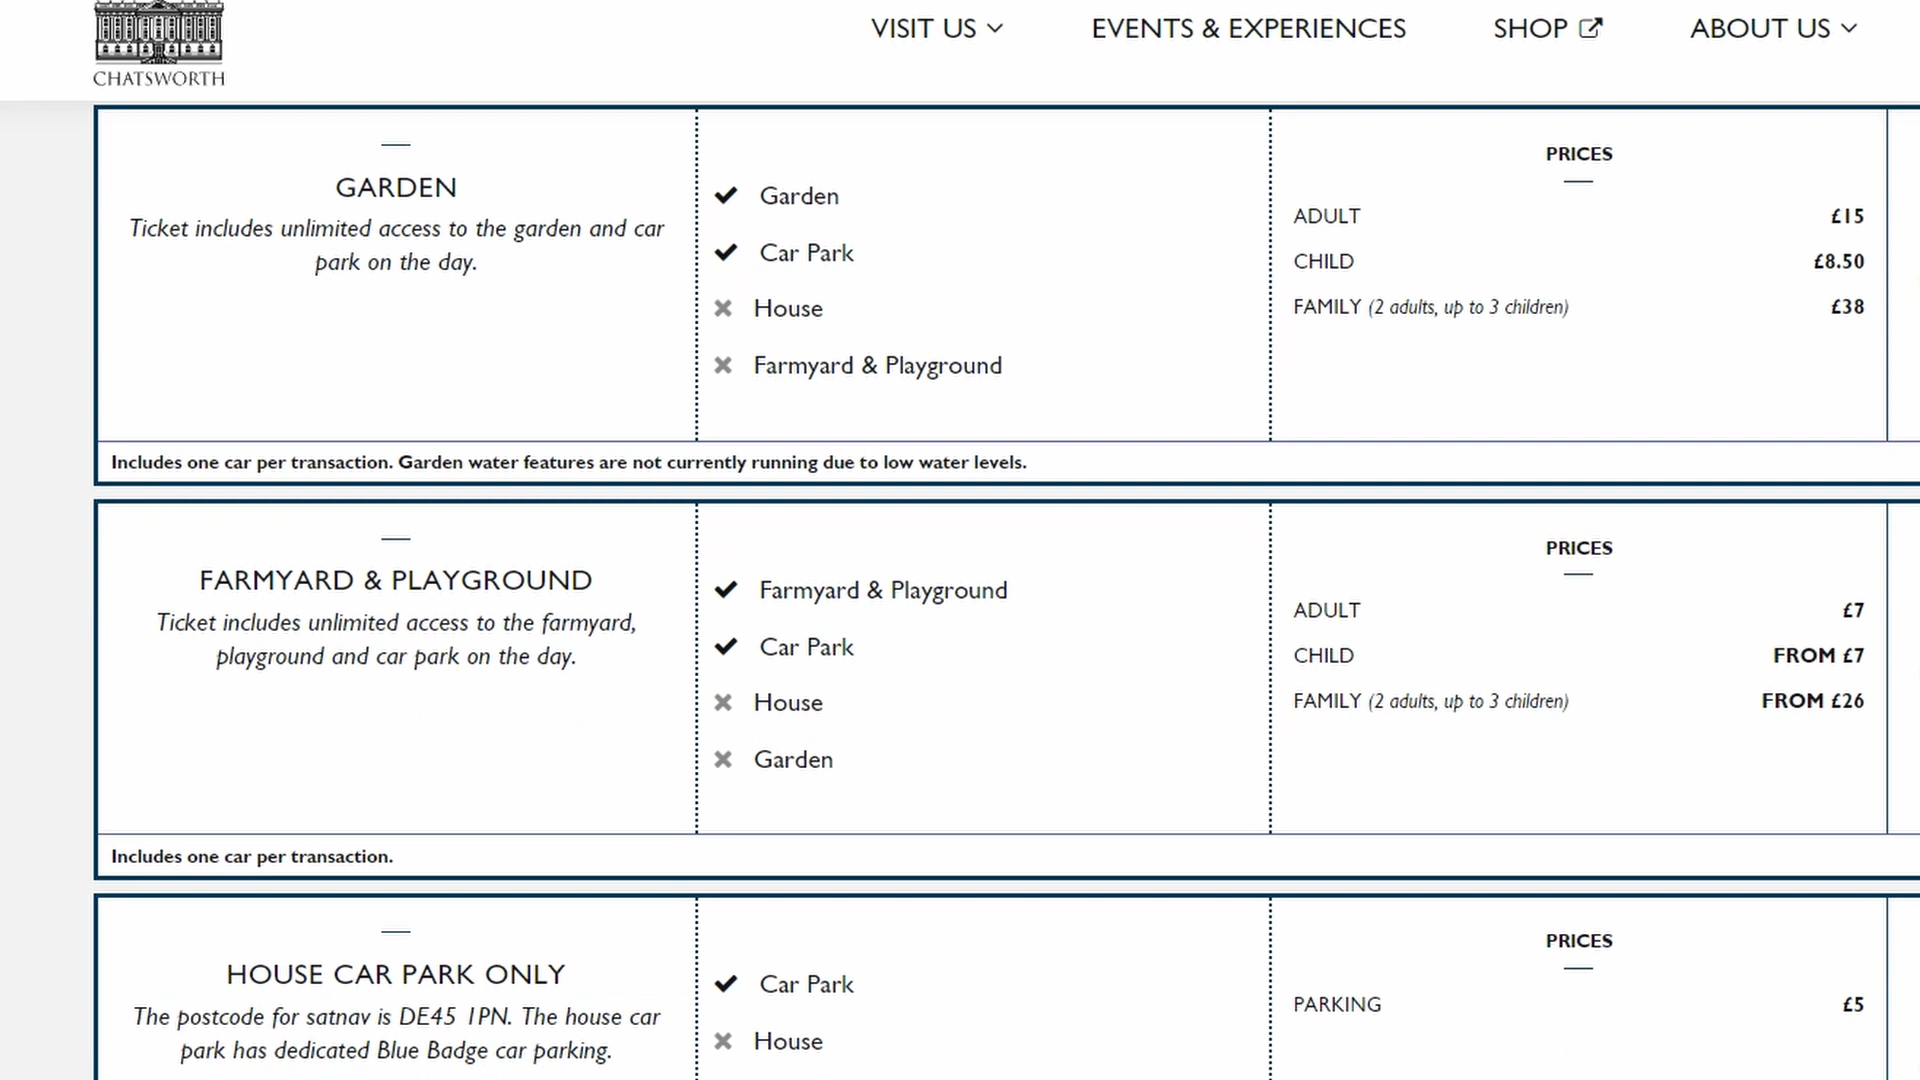 VISIT US
EVENTS & EXPERIENCES
SHOP
ABOUT US
CHATSWORTH
GARDEN
Ticket includes unlimited access to the garden and car
park on the day.
Garden
Car Park
House
Farmyard & Playground
PRICES
ADULT £15
CHILD £8.50
FAMILY (2 adults, up to 3 children) £38
Includes one car per transaction. Garden water features are not currently running due to low water levels.
FARMYARD & PLAYGROUND
Ticket includes unlimited access to the farmyard,
playground and car park on the day.
Farmyard & Playground
Car Park
House
Garden
PRICES
ADULT £7
CHILD FROM £7
FAMILY (2 adults, up to 3 children) FROM £26
Includes one car per transaction.
HOUSE CAR PARK ONLY
The postcode for satnav is DE45 1PN. The house car
park has dedicated Blue Badge car parking.
Car Park
House
PRICES
PARKING £5